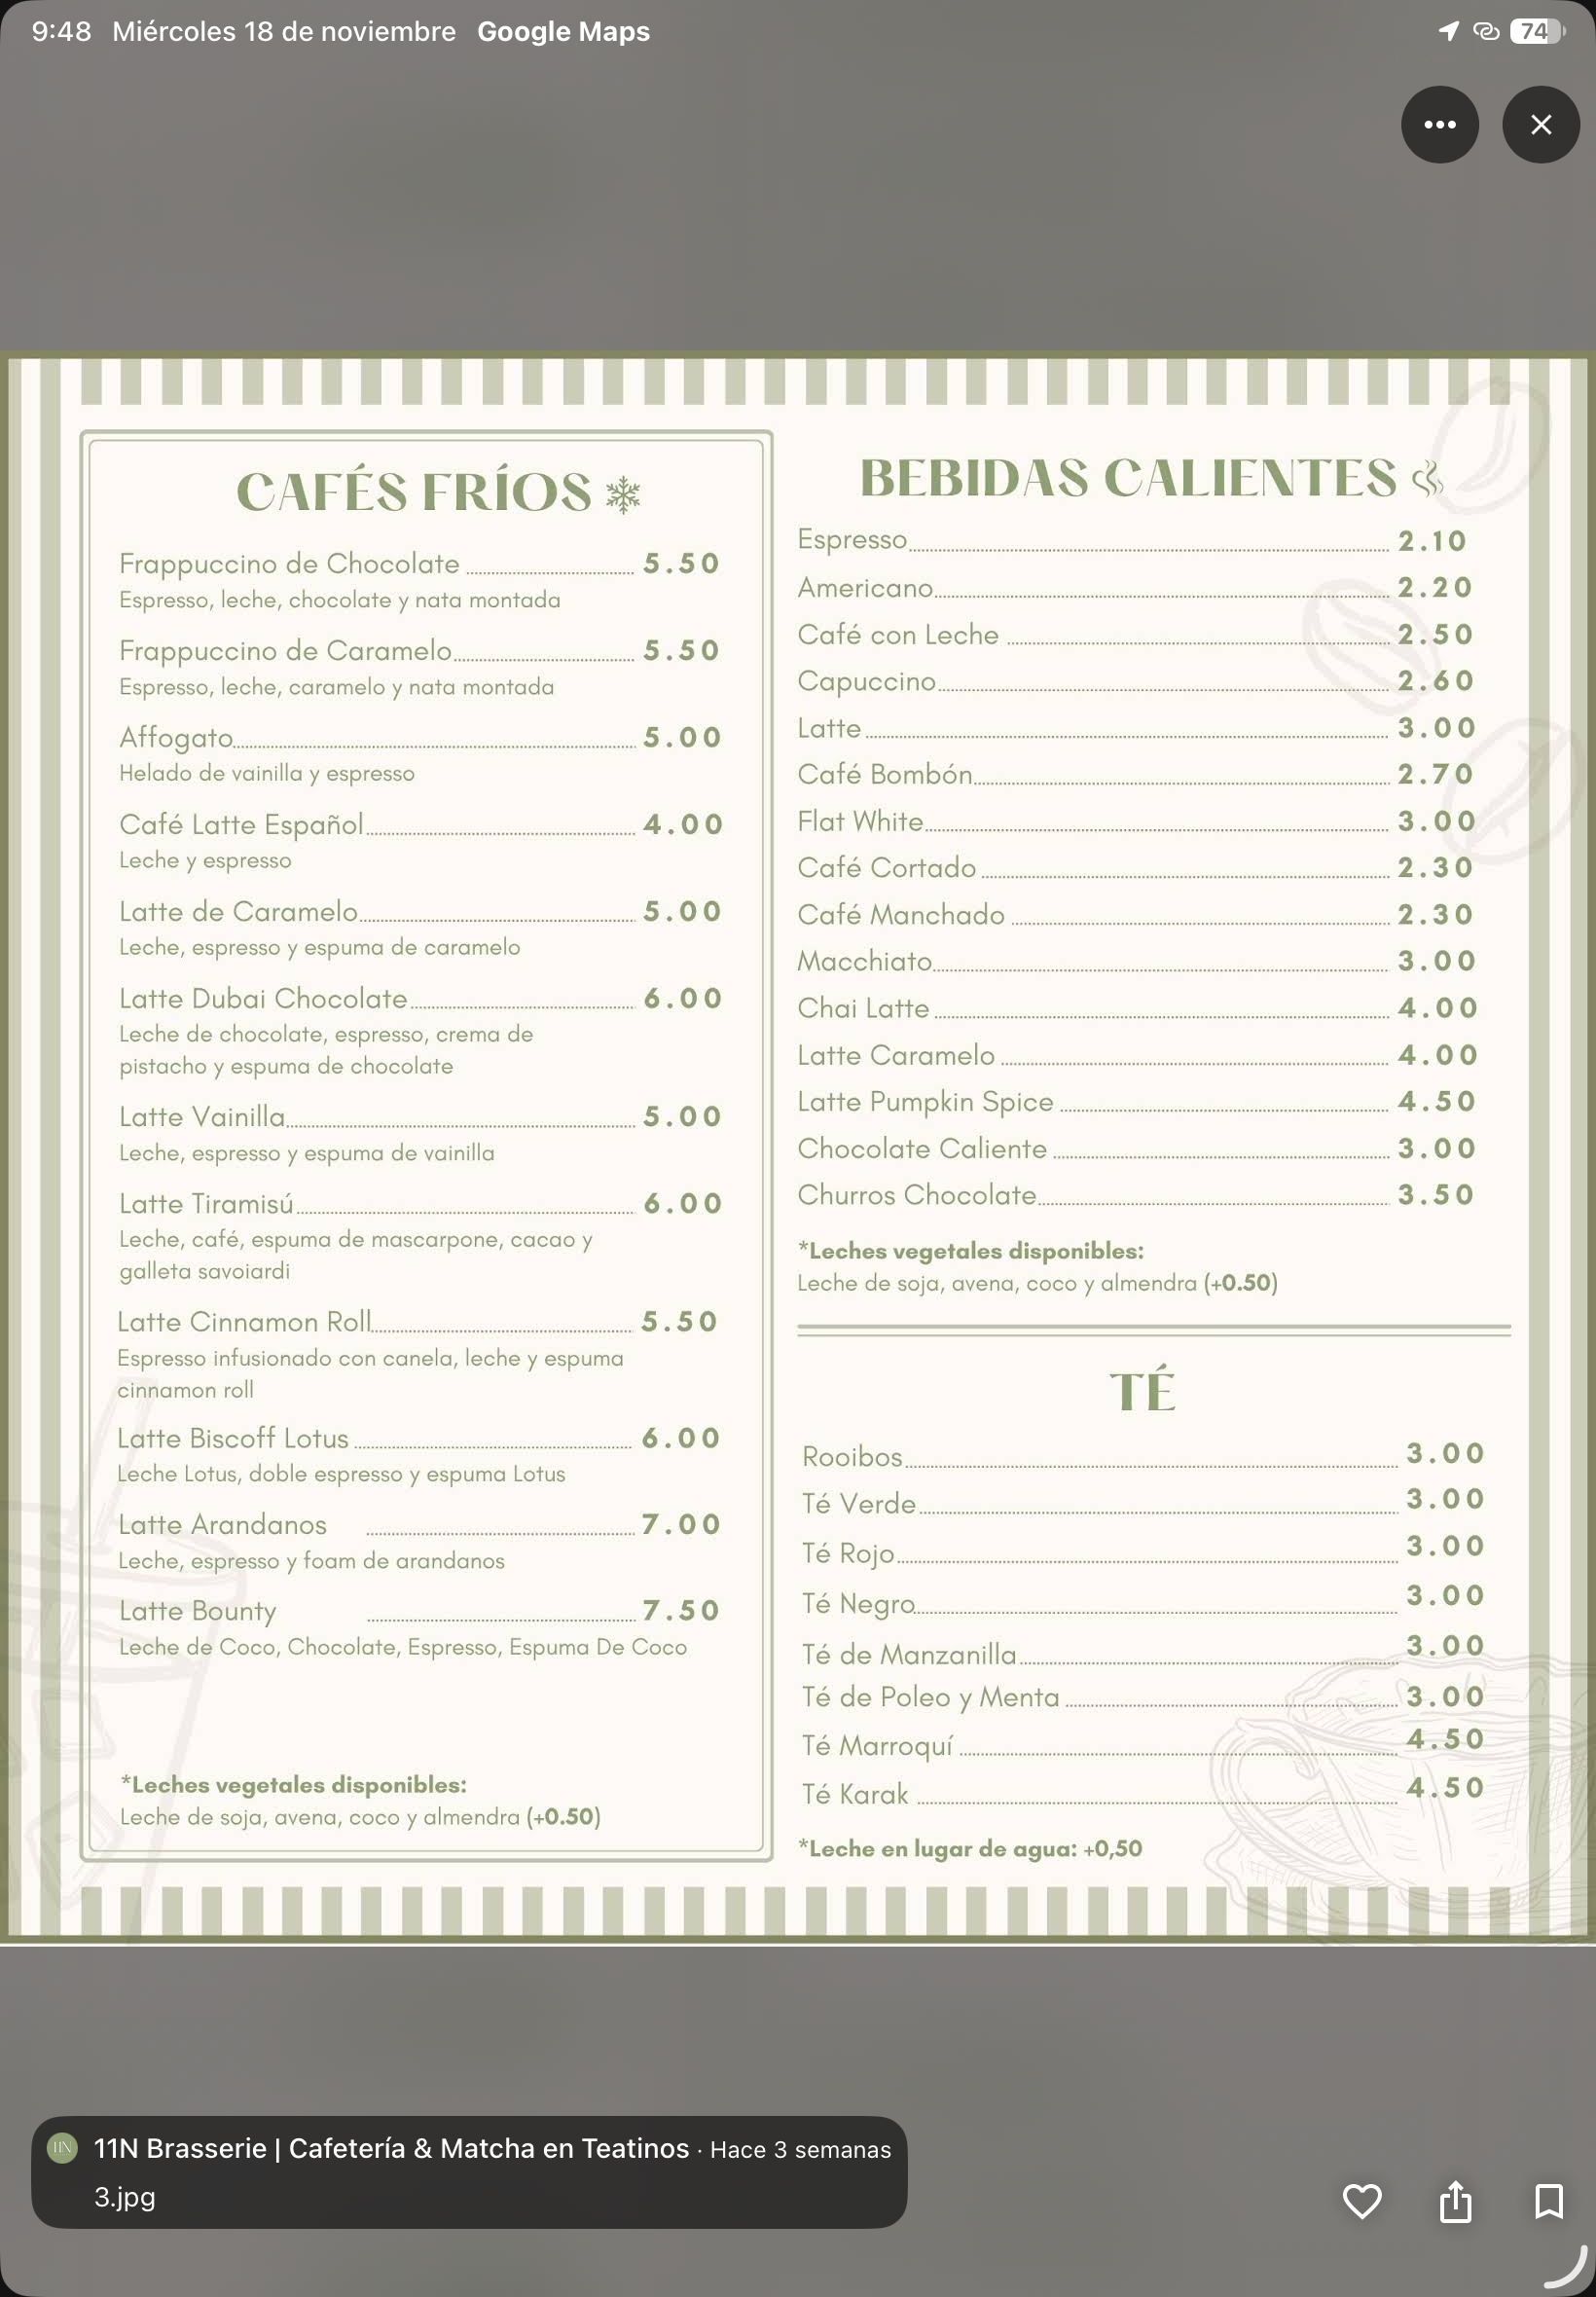 9:48 Miércoles 18 de noviembre Google Maps
74
CAFÉS FRÍOS
Frappuccino de Chocolate 5.50
Espresso, leche, chocolate y nata montada
Frappuccino de Caramelo 5.50
Espresso, leche, caramelo y nata montada
Affogato 5.00
Helado de vainilla y espresso
Café Latte Español 4.00
Leche y espresso
Latte de Caramelo 5.00
Leche, espresso y espuma de caramelo
Latte Dubai Chocolate 6.00
Leche de chocolate, espresso, crema de
pistacho y espuma de chocolate
Latte Vainilla 5.00
Leche, espresso y espuma de vainilla
Latte Tiramisú 6.00
Leche, café, espuma de mascarpone, cacao y
galleta savoiardi
Latte Cinnamon Roll 5.50
Espresso infusionado con canela, leche y espuma
cinnamon roll
Latte Biscoff Lotus 6.00
Leche Lotus, doble espresso y espuma Lotus
Latte Arandanos 7.00
Leche, espresso y foam de arandanos
Latte Bounty 7.50
Leche de Coco, Chocolate, Espresso, Espuma De Coco
*Leches vegetales disponibles:
Leche de soja, avena, coco y almendra (+0.50)
BEBIDAS CALIENTES
Espresso 2.10
Americano 2.20
Café con Leche 2.50
Capuccino 2.60
Latte 3.00
Café Bombón 2.70
Flat White 3.00
Café Cortado 2.30
Café Manchado 2.30
Macchiato 3.00
Chai Latte 4.00
Latte Caramelo 4.00
Latte Pumpkin Spice 4.50
Chocolate Caliente 3.00
Churros Chocolate 3.50
*Leches vegetales disponibles:
Leche de soja, avena, coco y almendra (+0.50)
TÉ
Rooibos 3.00
Té Verde 3.00
Té Rojo 3.00
Té Negro 3.00
Té de Manzanilla 3.00
Té de Poleo y Menta 3.00
Té Marroquí 4.50
Té Karak 4.50
*Leche en lugar de agua: +0,50
11N
11N Brasserie | Cafetería & Matcha en Teatinos · Hace 3 semanas
3.jpg